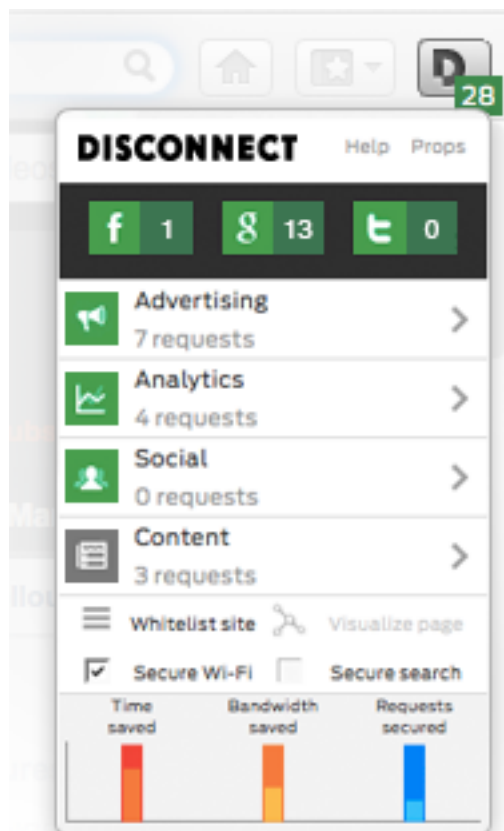 28
DISCONNECT Help Props
f 1 g 13 t 0
Advertising
7 requests
Analytics
4 requests
Social
0 requests
Content
3 requests
Whitelist site Visualize page
Secure Wi-Fi Secure search
Time saved
Bandwidth saved
Requests secured